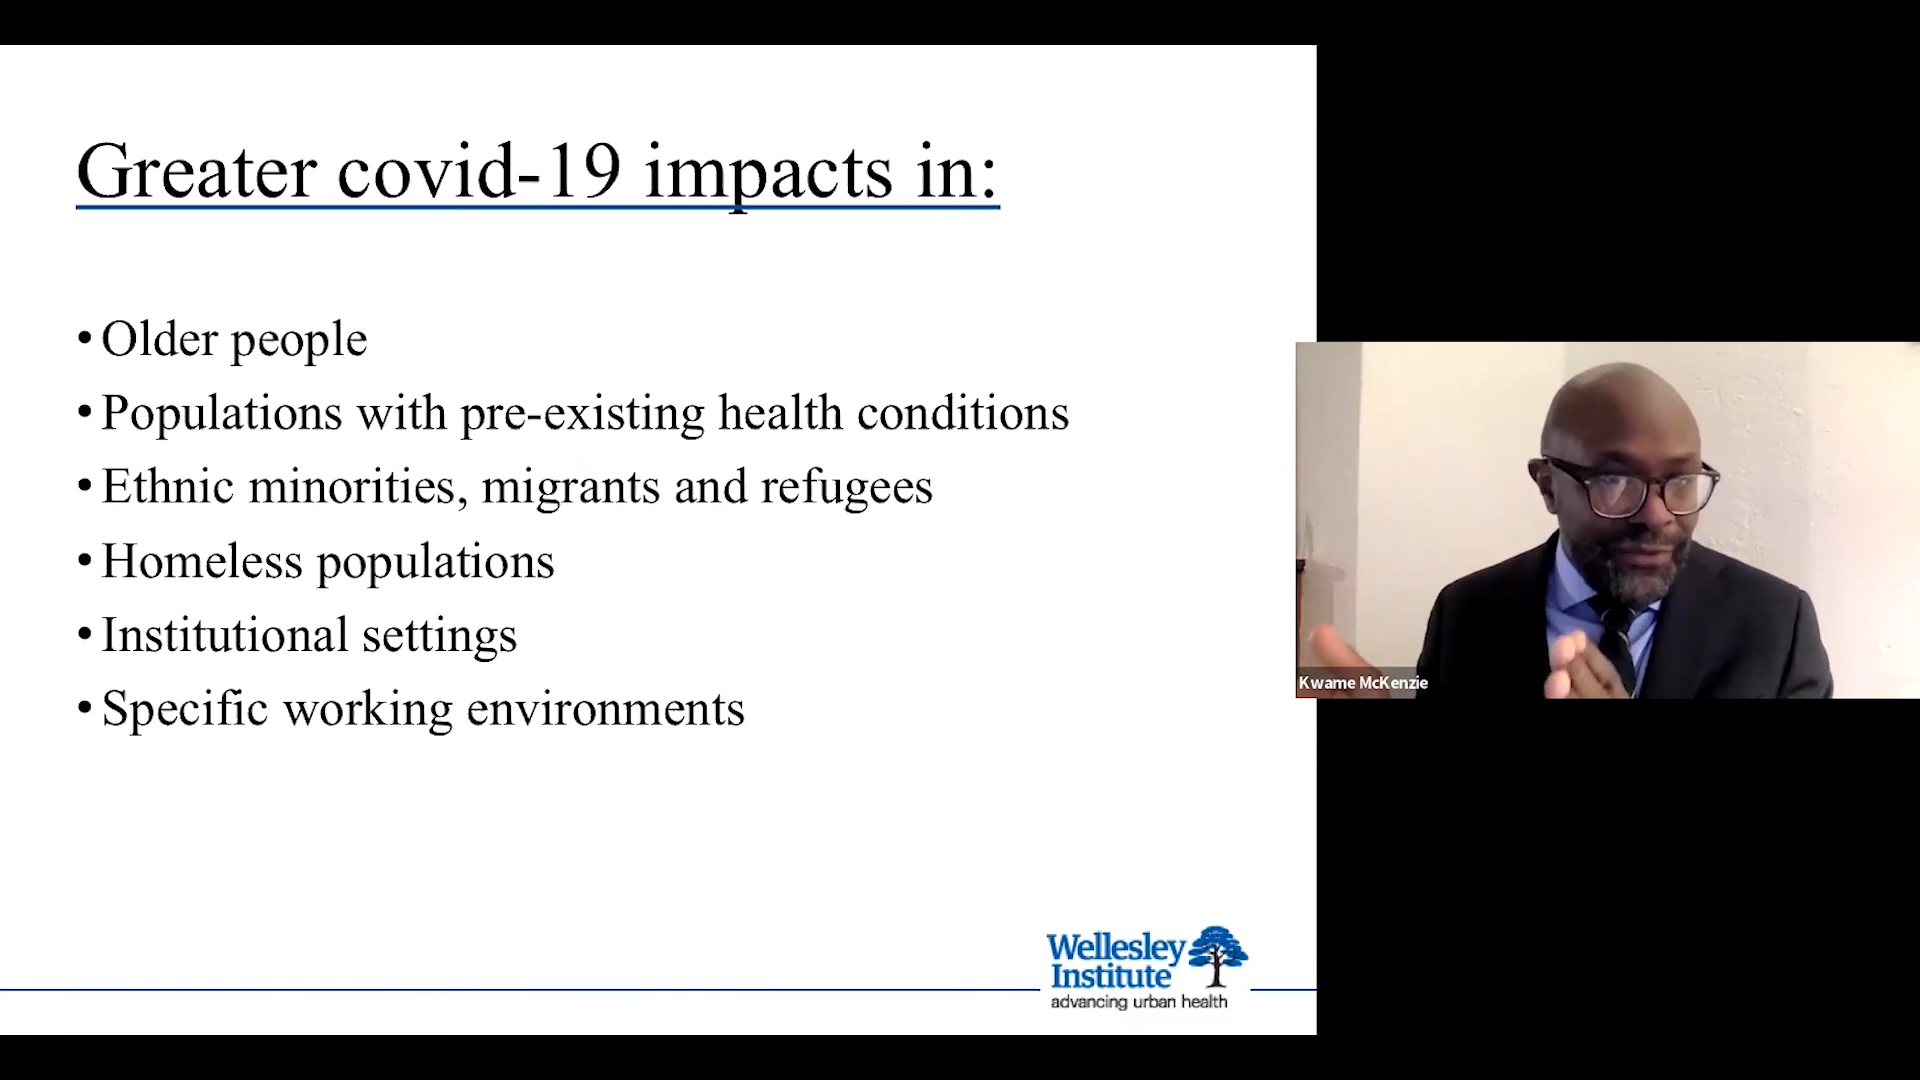 Greater covid-19 impacts in:
• Older people
• Populations with pre-existing health conditions
• Ethnic minorities, migrants and refugees
• Homeless populations
• Institutional settings
• Specific working environments
Kwame McKenzie
Wellesley
Institute
advancing urban health